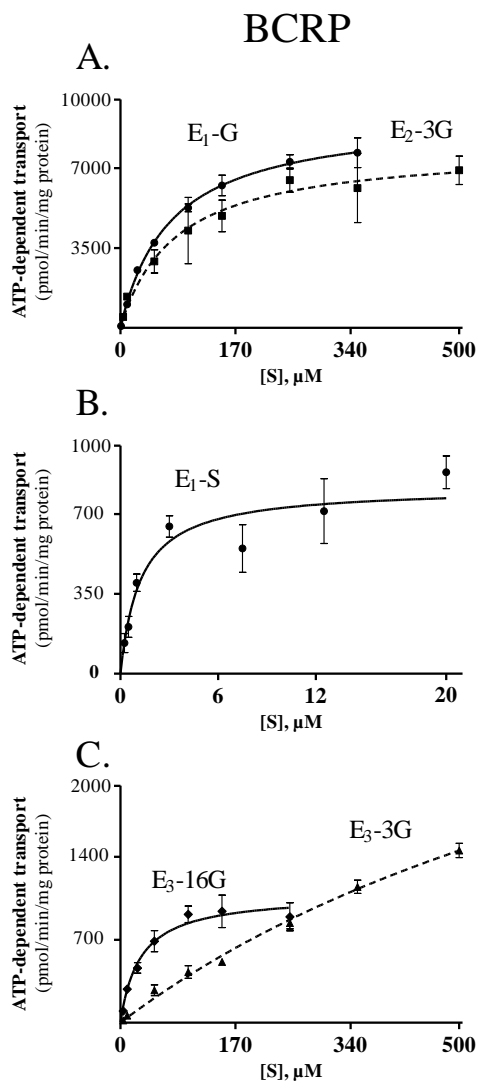 BCRP
A.
ATP-dependent transport
(pmol/min/mg protein)
10000
7000
3500
0
E1-G
E2-3G
0 170 340 500
[S], µM
B.
ATP-dependent transport
(pmol/min/mg protein)
1000
700
350
0
E1-S
0 6 12 20
[S], µM
C.
ATP-dependent transport
(pmol/min/mg protein)
2000
1400
700
E3-3G
E3-16G
0 170 340 500
[S], µM